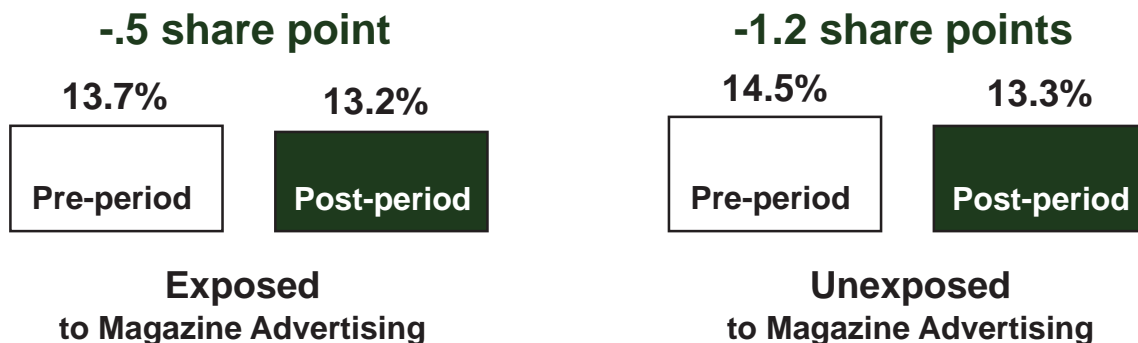 -.5 share point
13.7%
13.2%
Pre-period
Post-period
Exposed
to Magazine Advertising
-1.2 share points
14.5%
13.3%
Pre-period
Post-period
Unexposed
to Magazine Advertising